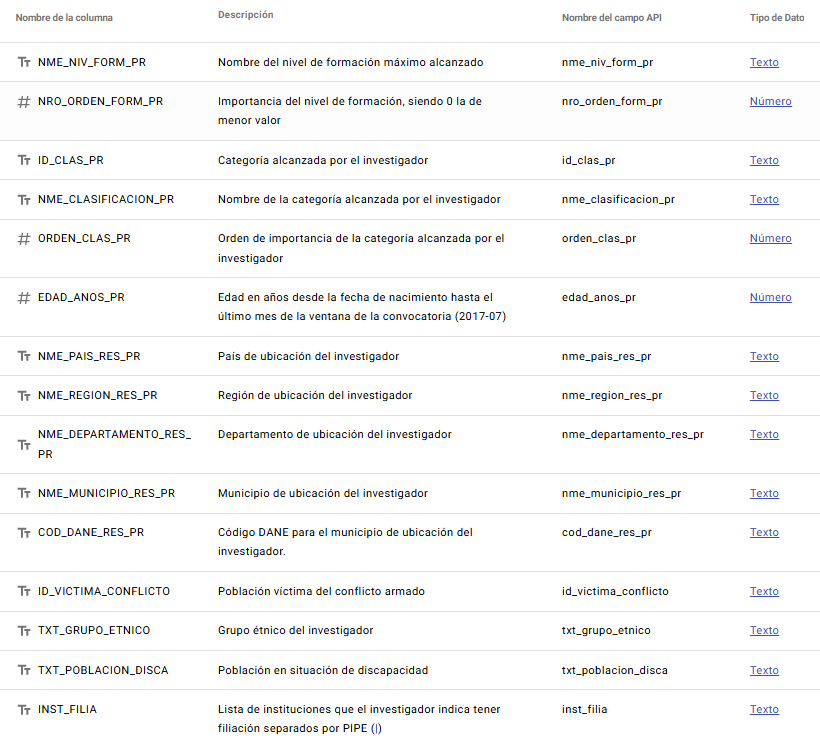 Nombre de la columna Descripción Nombre del campo API Tipo de Dato
NME_NIV_FORM_PR Nombre del nivel de formación máximo alcanzado nme_niv_form_pr Texto
NRO_ORDEN_FORM_PR Importancia del nivel de formación, siendo 0 la de nro_orden_form_pr Número
menor valor
ID_CLAS_PR Categoría alcanzada por el investigador id_clas_pr Texto
NME_CLASIFICACION_PR Nombre de la categoría alcanzada por el investigador nme_clasificacion_pr Texto
ORDEN_CLAS_PR Orden de importancia de la categoría alcanzada por el orden_clas_pr Número
investigador
EDAD_ANOS_PR Edad en años desde la fecha de nacimiento hasta el edad_anos_pr Número
último mes de la ventana de la convocatoria (2017-07)
NME_PAIS_RES_PR País de ubicación del investigador nme_pais_res_pr Texto
NME_REGION_RES_PR Región de ubicación del investigador nme_region_res_pr Texto
NME_DEPARTAMENTO_RES_ Departamento de ubicación del investigador nme_departamento_res_pr Texto
PR
NME_MUNICIPIO_RES_PR Municipio de ubicación del investigador nme_municipio_res_pr Texto
COD_DANE_RES_PR Código DANE para el municipio de ubicación del cod_dane_res_pr Texto
investigador.
ID_VICTIMA_CONFLICTO Población víctima del conflicto armado id_victima_conflicto Texto
TXT_GRUPO_ETNICO Grupo étnico del investigador txt_grupo_etnico Texto
TXT_POBLACION_DISCA Población en situación de discapacidad txt_poblacion_disca Texto
INST_FILIA Lista de instituciones que el investigador indica tener inst_filia Texto
filiación separados por PIPE (|)